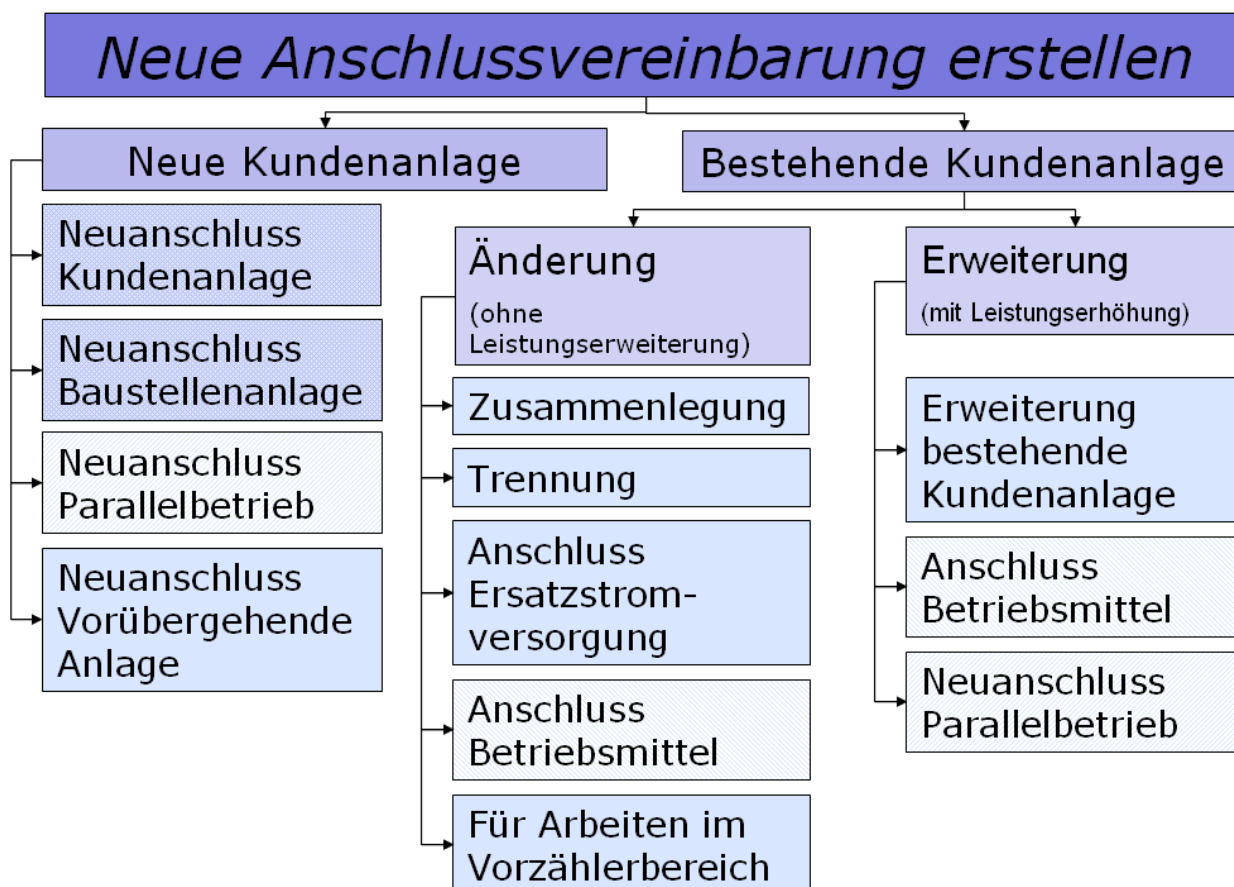 Neue Anschlussvereinbarung erstellen
Neue Kundenanlage
Neuanschluss
Kundenanlage
Neuanschluss
Baustellenanlage
Neuanschluss
Parallelbetrieb
Neuanschluss
Vorübergehende
Anlage
Bestehende Kundenanlage
Änderung
(ohne
Leistungserweiterung)
Zusammenlegung
Trennung
Anschluss
Ersatzstrom-
versorgung
Anschluss
Betriebsmittel
Für Arbeiten im
Vorzählerbereich
Erweiterung
(mit Leistungserhöhung)
Erweiterung
bestehende
Kundenanlage
Anschluss
Betriebsmittel
Neuanschluss
Parallelbetrieb